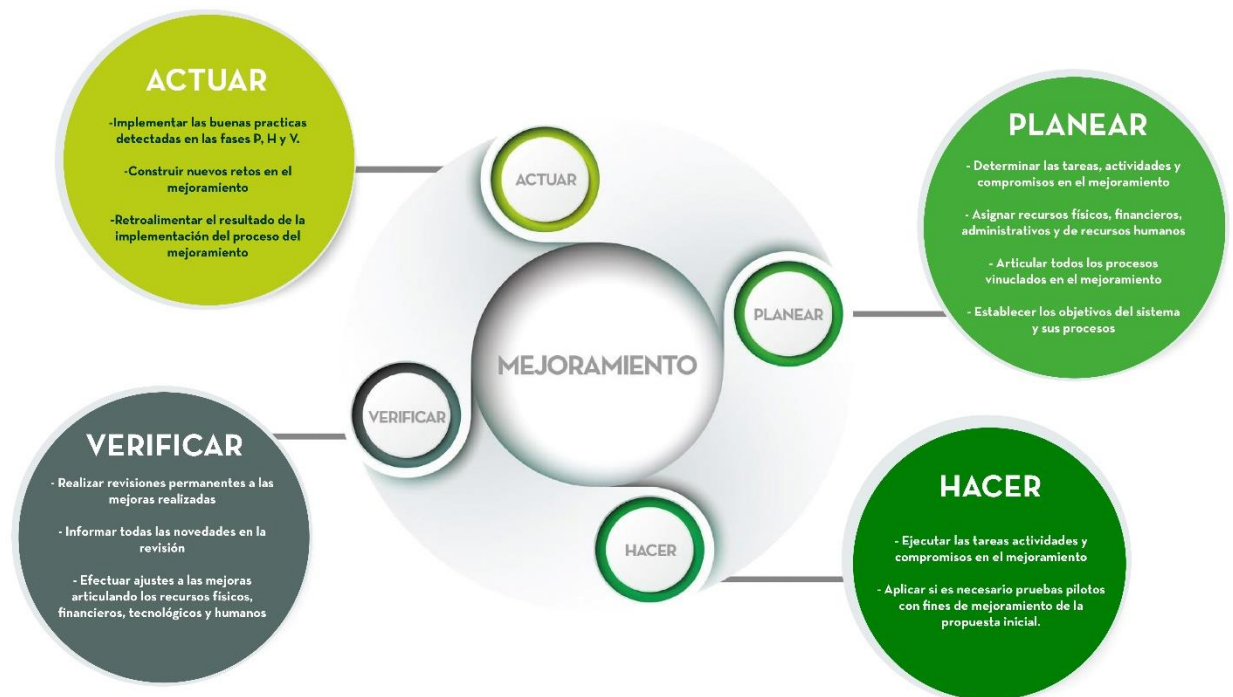 ACTUAR
-Implementar las buenas practicas
detectadas en las fases P, H y V.
-Construir nuevos retos en el
mejoramiento
-Retroalimentar el resultado de la
implementación del proceso del
mejoramiento
PLANEAR
- Determinar las tareas, actividades y
compromisos en el mejoramiento
- Asignar recursos físicos, financieros,
administrativos y de recursos humanos
- Articular todos los procesos
vinuclados en el mejoramiento
- Establecer los objetivos del sistema
y sus procesos
ACTUAR
PLANEAR
MEJORAMIENTO
VERIFICAR
HACER
VERIFICAR
- Realizar revisiones permanentes a las
mejoras realizadas
- Informar todas las novedades en la
revisión
- Efectuar ajustes a las mejoras
articulando los recursos físicos,
financieros, tecnológicos y humanos
HACER
- Ejecutar las tareas actividades y
compromisos en el mejoramiento
- Aplicar si es necesario pruebas pilotos
con fines de mejoramiento de la
propuesta inicial.